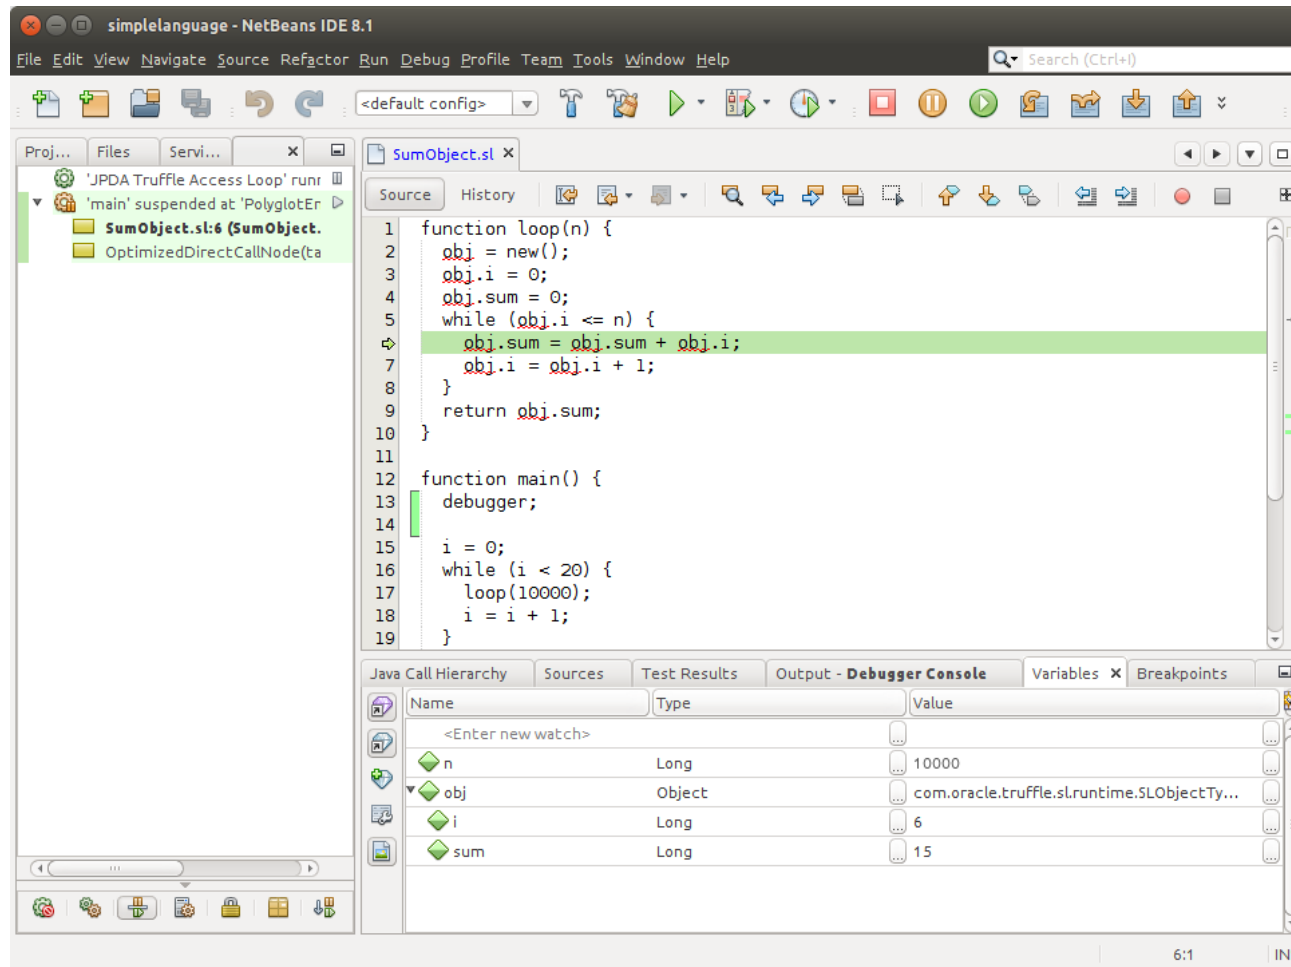 simplelanguage - NetBeans IDE 8.1
File Edit View Navigate Source Refactor Run Debug Profile Team Tools Window Help
Search (Ctrl+I)
<default config>
Proj... Files Servi...
SumObject.sl
'JPDA Truffle Access Loop' runr
'main' suspended at 'PolyglotEr
SumObject.sl:6 (SumObject.
OptimizedDirectCallNode(ta
Source History
1 function loop(n) {
2 obj = new();
3 obj.i = 0;
4 obj.sum = 0;
5 while (obj.i <= n) {
obj.sum = obj.sum + obj.i;
7 obj.i = obj.i + 1;
8 }
9 return obj.sum;
10 }
11
12 function main() {
13 debugger;
14
15 i = 0;
16 while (i < 20) {
17 loop(10000);
18 i = i + 1;
19 }
Java Call Hierarchy Sources Test Results Output - Debugger Console Variables Breakpoints
Name Type Value
<Enter new watch>
n Long 10000
obj Object com.oracle.truffle.sl.runtime.SLObjectTy...
i Long 6
sum Long 15
6:1 IN